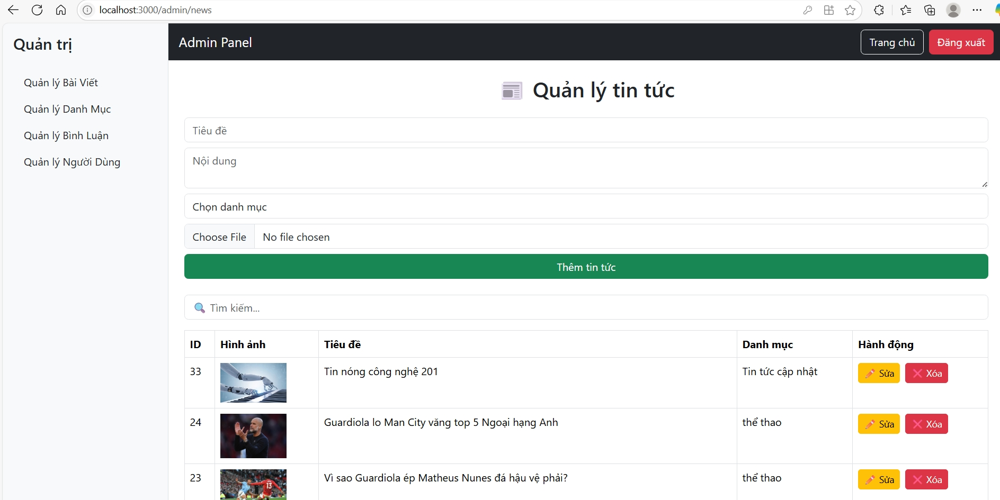 localhost:3000/admin/news
Quản trị
Admin Panel
Trang chủ
Đăng xuất
Quản lý Bài Viết
Quản lý Danh Mục
Quản lý Bình Luận
Quản lý Người Dùng
Quản lý tin tức
Tiêu đề
Nội dung
Chọn danh mục
Choose File No file chosen
Thêm tin tức
Tìm kiếm...
ID Hình ảnh Tiêu đề Danh mục Hành động
33 Tin nóng công nghệ 201 Tin tức cập nhật Sửa Xóa
24 Guardiola lo Man City văng top 5 Ngoại hạng Anh thể thao Sửa Xóa
23 Vì sao Guardiola ép Matheus Nunes đá hậu vệ phải? thể thao Sửa Xóa
13